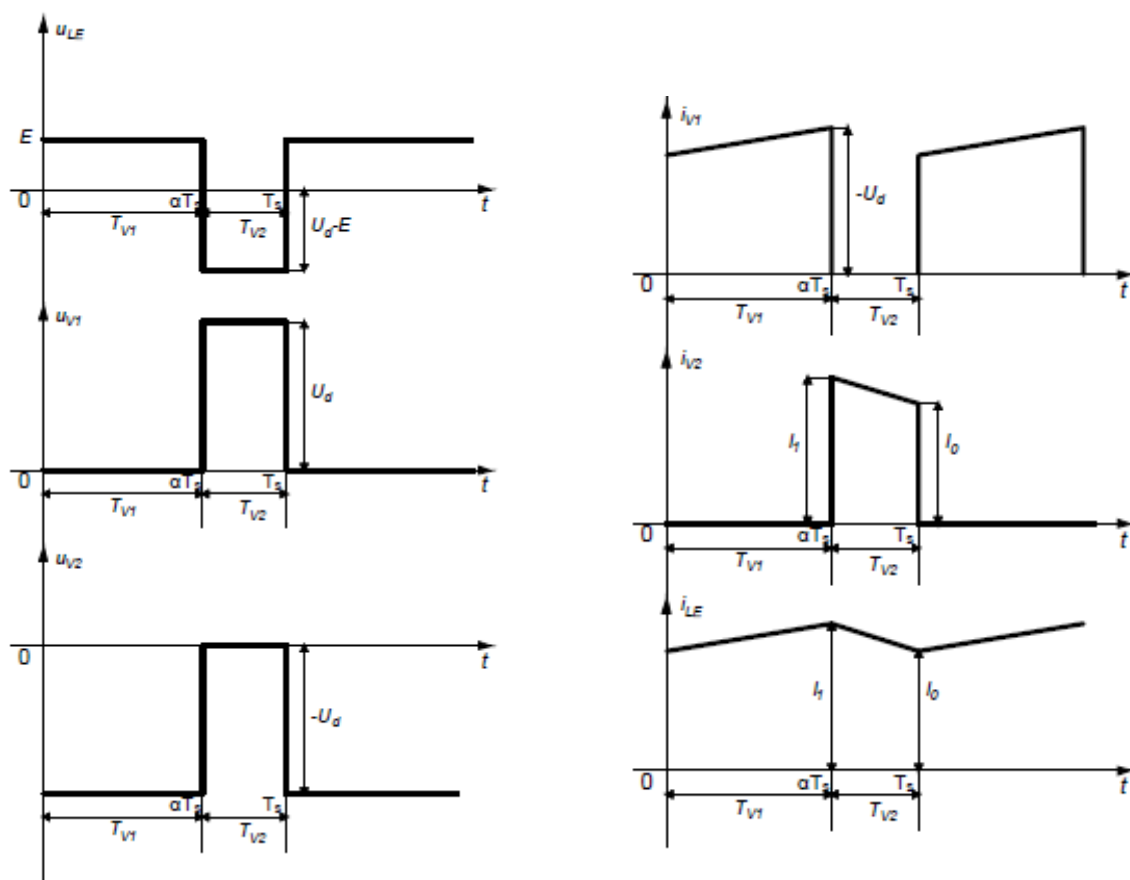 u_LE
E
0
αT_s
T_s
t
T_V1
T_V2
U_d-E
u_V1
U_d
0
αT_s
T_s
t
T_V1
T_V2
u_V2
0
t
-U_d
αT_s
T_s
T_V1
T_V2
i_V1
-U_d
0
αT_s
T_s
t
T_V1
T_V2
i_V2
I_1
I_0
0
αT_s
T_s
t
T_V1
T_V2
i_LE
I_1
I_0
0
αT_s
T_s
t
T_V1
T_V2